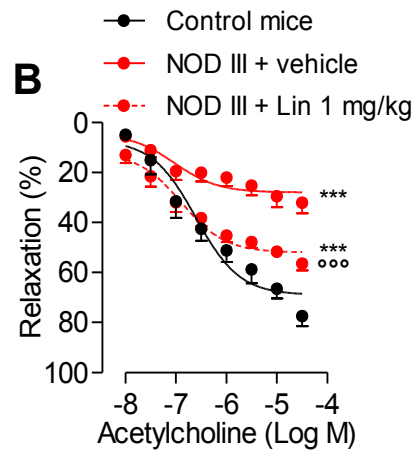 Control mice
NOD III + vehicle
B
NOD III + Lin 1 mg/kg
0
20
40
60
80
100
Relaxation (%)
***
***
°°°
-8 -7 -6 -5 -4
Acetylcholine (Log M)